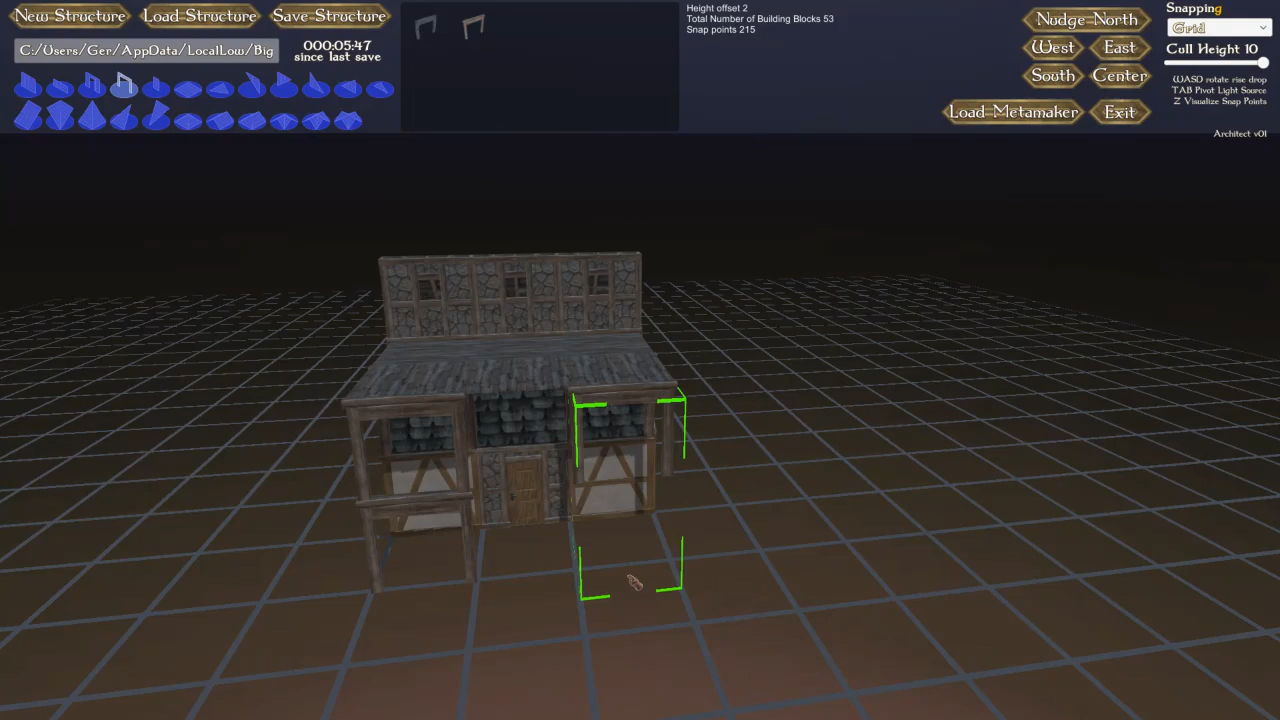 New Structure
Load Structure
Save Structure
C:/Users/Ger/AppData/LocalLow/Big
000:05:47
since last save
Height offset 2
Total Number of Building Blocks 53
Snap points 215
Nudge North
West
East
South
Center
Load Metamaker
Exit
Snapping
Grid
Cull Height 10
WASD rotate rise drop
TAB Pivot Light Source
Z Visualize Snap Points
Architect v01